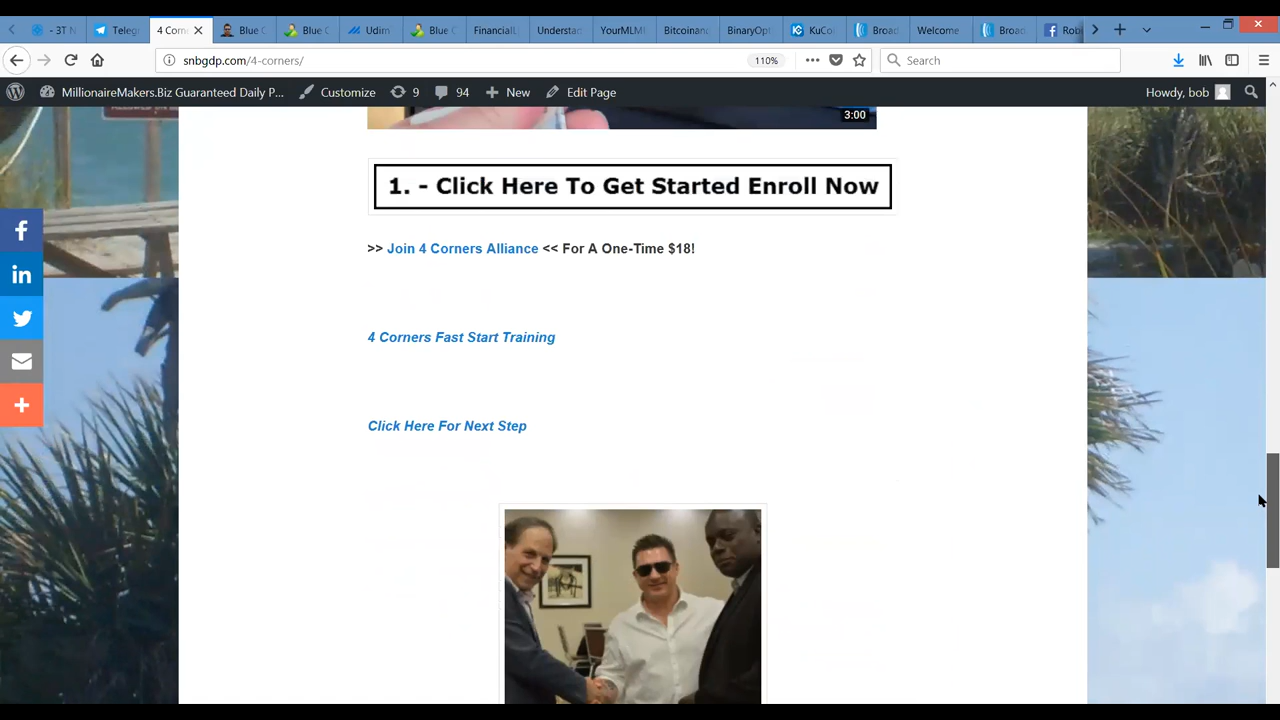 - 3T N
Teleg
4 Corn
Blue C
Blue C
Udim
Blue C
FinancialL
Understan
YourMLM
Bitcoinand
BinaryOpt
KuCo
Broad
Welcome
Broad
Rob
snbgdp.com/4-corners/
110%
Search
MillionaireMakers.Biz Guaranteed Daily P...
Customize
9
94
New
Edit Page
Howdy, bob
3:00
1. - Click Here To Get Started Enroll Now
>> Join 4 Corners Alliance << For A One-Time $18!
4 Corners Fast Start Training
Click Here For Next Step